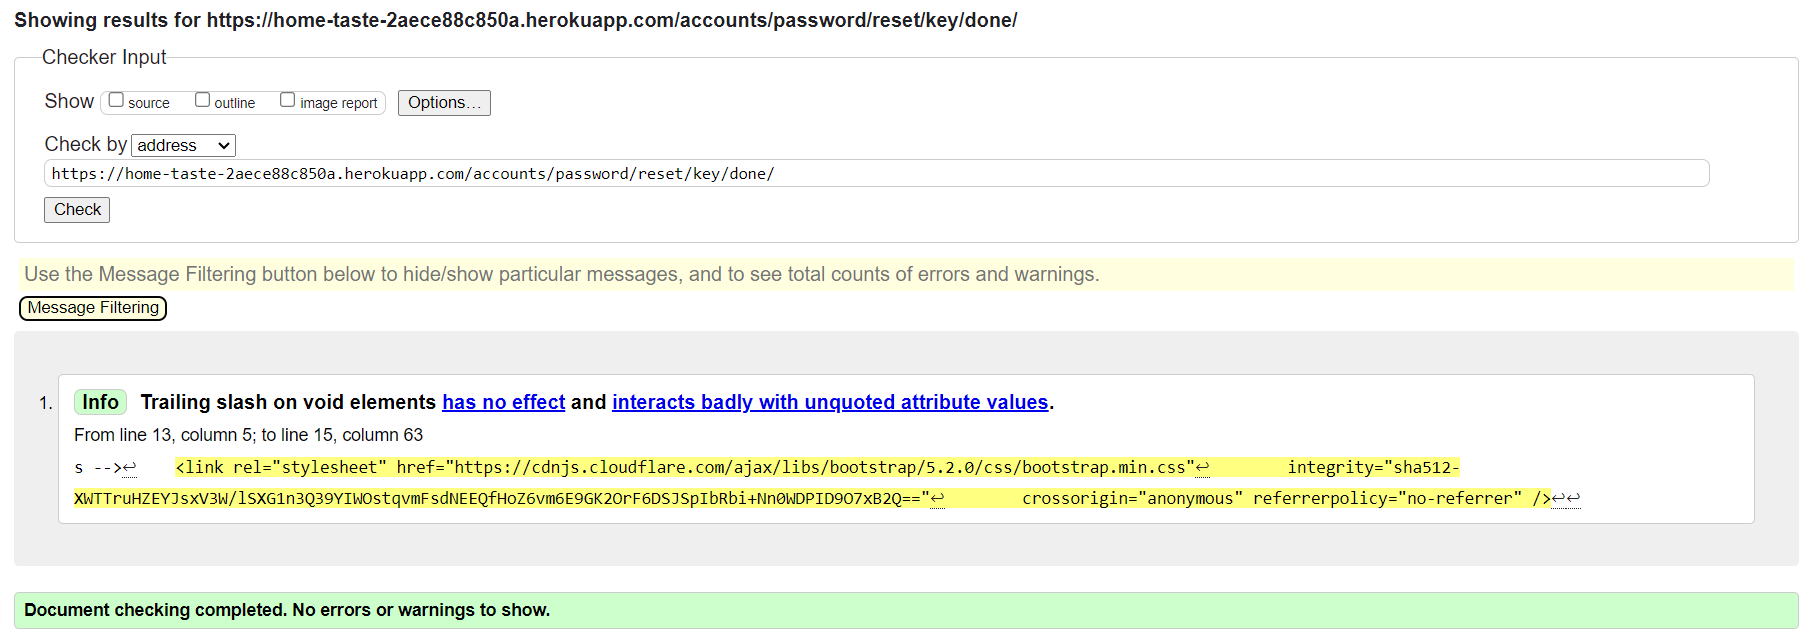 Showing results for https://home-taste-2aece88c850a.herokuapp.com/accounts/password/reset/key/done/
Checker Input
Show source outline image report Options...
Check by address
https://home-taste-2aece88c850a.herokuapp.com/accounts/password/reset/key/done/
Check
Use the Message Filtering button below to hide/show particular messages, and to see total counts of errors and warnings.
Message Filtering
1. Info Trailing slash on void elements has no effect and interacts badly with unquoted attribute values.
From line 13, column 5; to line 15, column 63
s -->↩    <link rel="stylesheet" href="https://cdnjs.cloudflare.com/ajax/libs/bootstrap/5.2.0/css/bootstrap.min.css"↩        integrity="sha512-
XWTTruHZEYJsxV3W/lSXG1n3Q39YIWOstqvmFsdNEEQfHoZ6vm6E9GK2OrF6DSJSpIbRbi+Nn0WDPID9O7xB2Q=="↩        crossorigin="anonymous" referrerpolicy="no-referrer" />↩↩
Document checking completed. No errors or warnings to show.